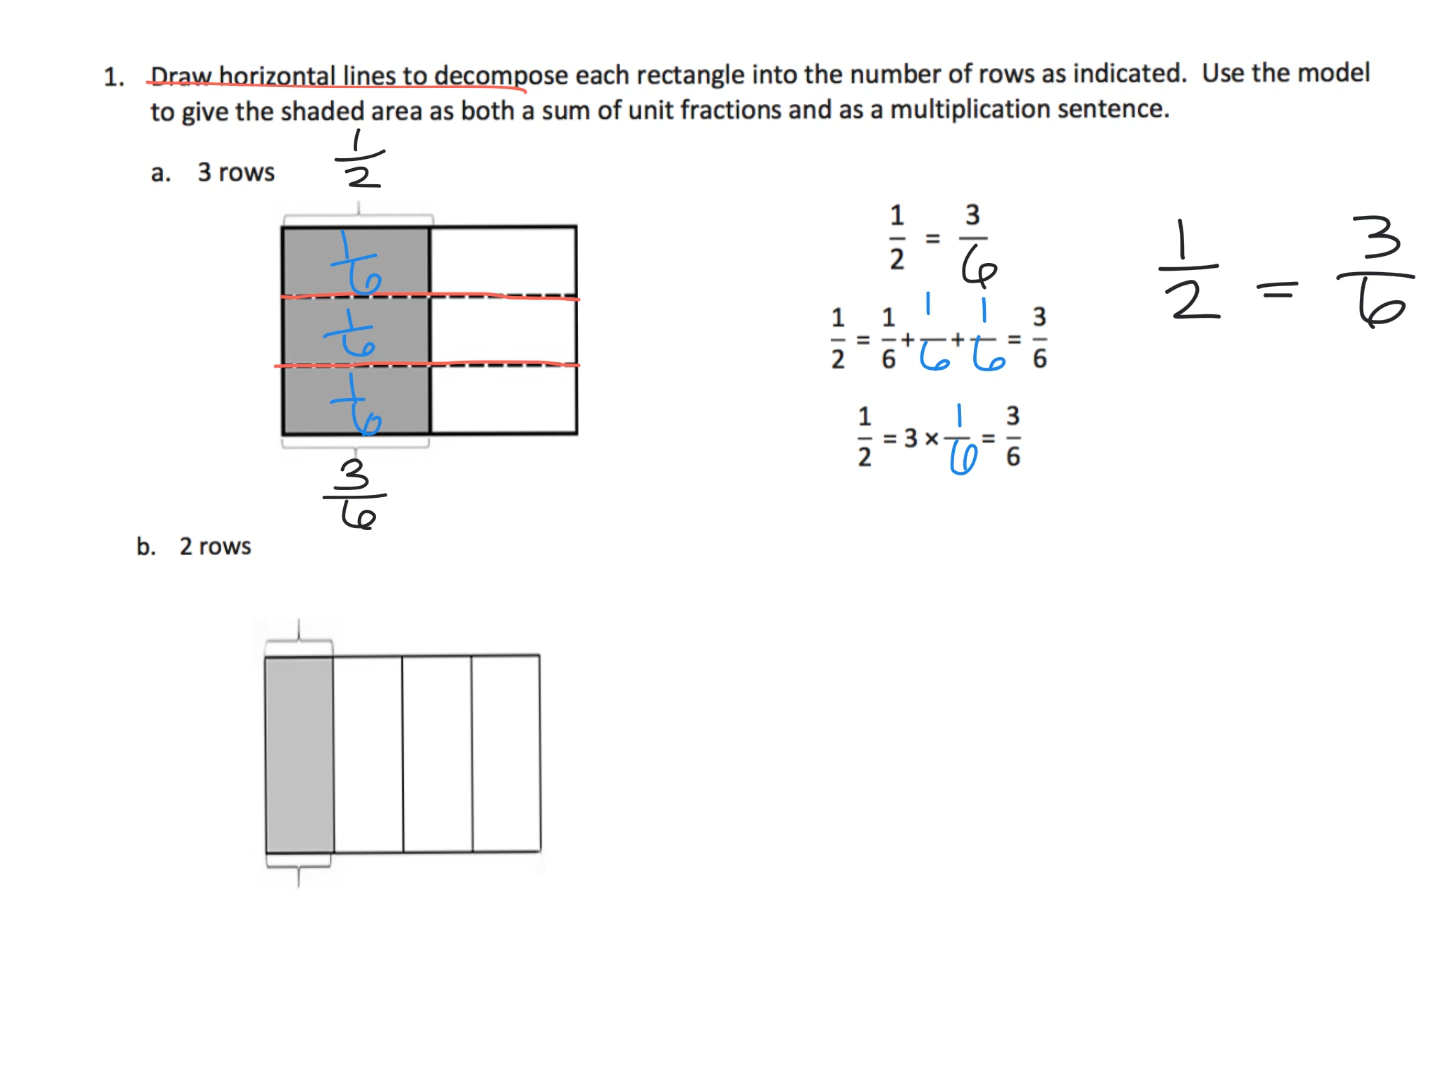 1. Draw horizontal lines to decompose each rectangle into the number of rows as indicated. Use the model
to give the shaded area as both a sum of unit fractions and as a multiplication sentence.
a. 3 rows
1/2
1/6
1/6
1/6
3/6
1/2 = 3/6
1/2 = 1/6 + 1/6 + 1/6 = 3/6
1/2 = 3 × 1/6 = 3/6
1/2 = 3/6
b. 2 rows